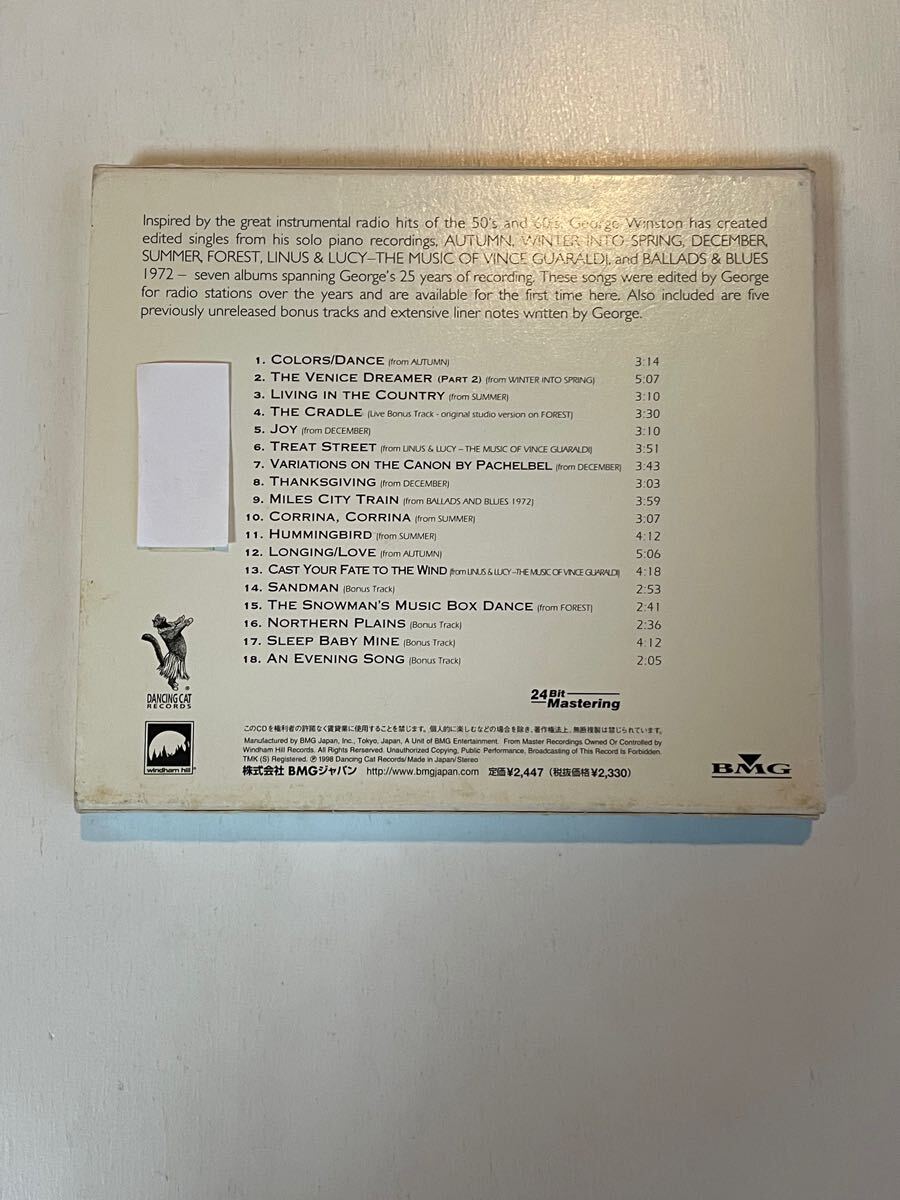 Inspired by the great instrumental radio hits of the 50's and 60's, George Winston has created
edited singles from his solo piano recordings, AUTUMN, WINTER INTO SPRING, DECEMBER,
SUMMER, FOREST, LINUS & LUCY–THE MUSIC OF VINCE GUARALDI, and BALLADS & BLUES
1972 – seven albums spanning George's 25 years of recording. These songs were edited by George
for radio stations over the years and are available for the first time here. Also included are five
previously unreleased bonus tracks and extensive liner notes written by George.
1. COLORS/DANCE (from AUTUMN) 3:14
2. THE VENICE DREAMER (PART 2) (from WINTER INTO SPRING) 5:07
3. LIVING IN THE COUNTRY (from SUMMER) 3:10
4. THE CRADLE (Live Bonus Track - original studio version on FOREST) 3:30
5. JOY (from DECEMBER) 3:10
6. TREAT STREET (from LINUS & LUCY – THE MUSIC OF VINCE GUARALDI) 3:51
7. VARIATIONS ON THE CANON BY PACHELBEL (from DECEMBER) 3:43
8. THANKSGIVING (from DECEMBER) 3:03
9. MILES CITY TRAIN (from BALLADS AND BLUES 1972) 3:59
10. CORRINA, CORRINA (from SUMMER) 3:07
11. HUMMINGBIRD (from SUMMER) 4:12
12. LONGING/LOVE (from AUTUMN) 5:06
13. CAST YOUR FATE TO THE WIND (from LINUS & LUCY –THE MUSIC OF VINCE GUARALDI) 4:18
14. SANDMAN (Bonus Track) 2:53
15. THE SNOWMAN'S MUSIC BOX DANCE (from FOREST) 2:41
16. NORTHERN PLAINS (Bonus Track) 2:36
17. SLEEP BABY MINE (Bonus Track) 4:12
18. AN EVENING SONG (Bonus Track) 2:05
DANCING CAT
RECORDS
®
24Bit
Mastering
windham hill®
このCDを権利者の許諾なく賃貸業に使用することを禁じます。個人的に楽しむなどの場合を除き、著作権法上、無断複製は禁じられています。
Manufactured by BMG Japan, Inc., Tokyo, Japan, A Unit of BMG Entertainment. From Master Recordings Owned Or Controlled by
Windham Hill Records. All Rights Rerserved. Unauthorized Copying, Public Performance, Broadcasting of This Record Is Forbidden.
TMK (S) Registered. ℗ 1998 Dancing Cat Records/Made in Japan/Stereo
株式会社 BMGジャパン http://www.bmgjapan.com 定価¥2,447（税抜価格¥2,330）
BMG